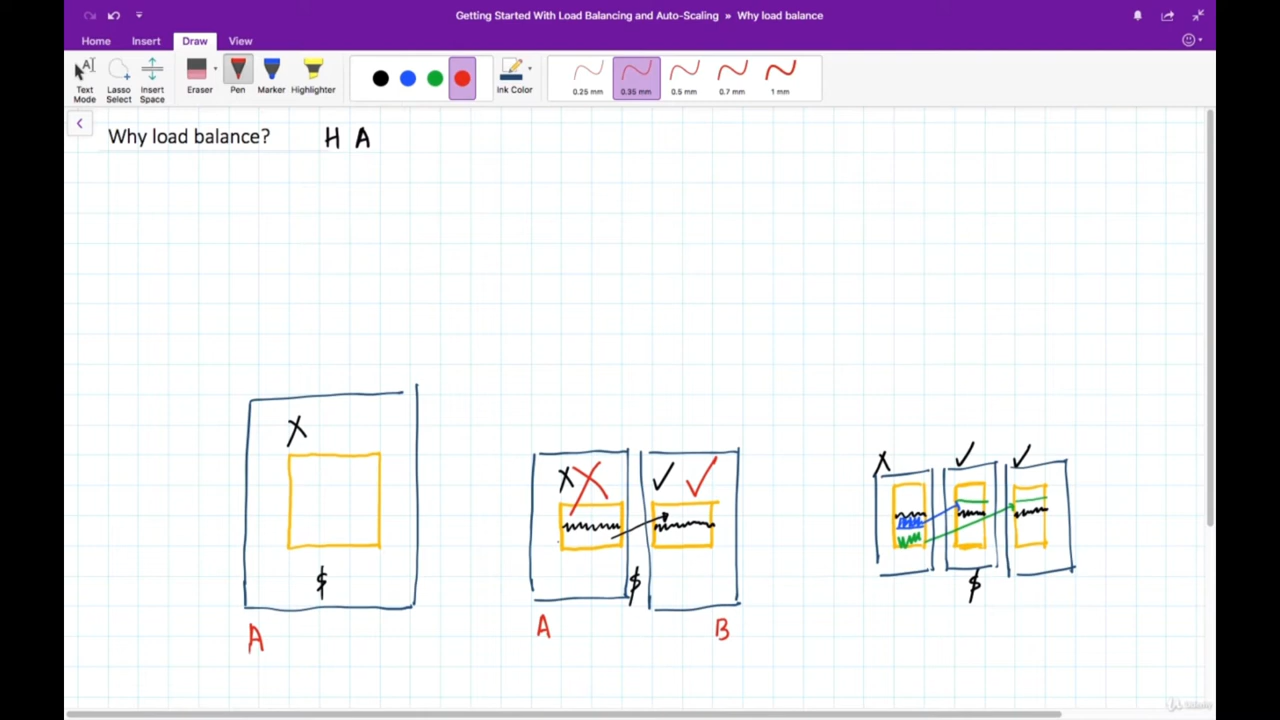 Getting Started With Load Balancing and Auto-Scaling » Why load balance
Home Insert Draw View
Text Mode
Lasso Select
Insert Space
Eraser
Pen
Marker
Highlighter
Ink Color
0.25 mm
0.35 mm
0.5 mm
0.7 mm
1 mm
Why load balance? H A
X
$
A
X X ✓ ✓
$
A B
X ✓ ✓
$
Udemy